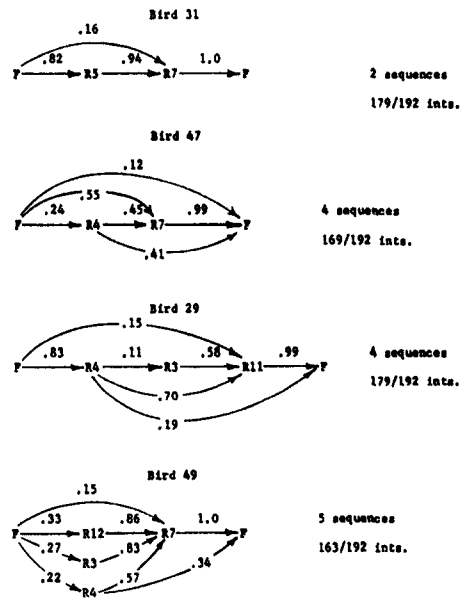 Bird 31
.16
F .82 R5 .94 R7 1.0 F
2 sequences
179/192 ints.
Bird 47
.12
.55
F .24 R4 .45 R7 .99 F
.41
4 sequences
169/192 ints.
Bird 29
.15
F .83 R4 .11 R3 .58 R11 .99 F
.70
.19
4 sequences
179/192 ints.
Bird 49
.15
F .33 R12 .86 R7 1.0 F
.27 R3 .83
.22 R4 .57 .34
5 sequences
163/192 ints.